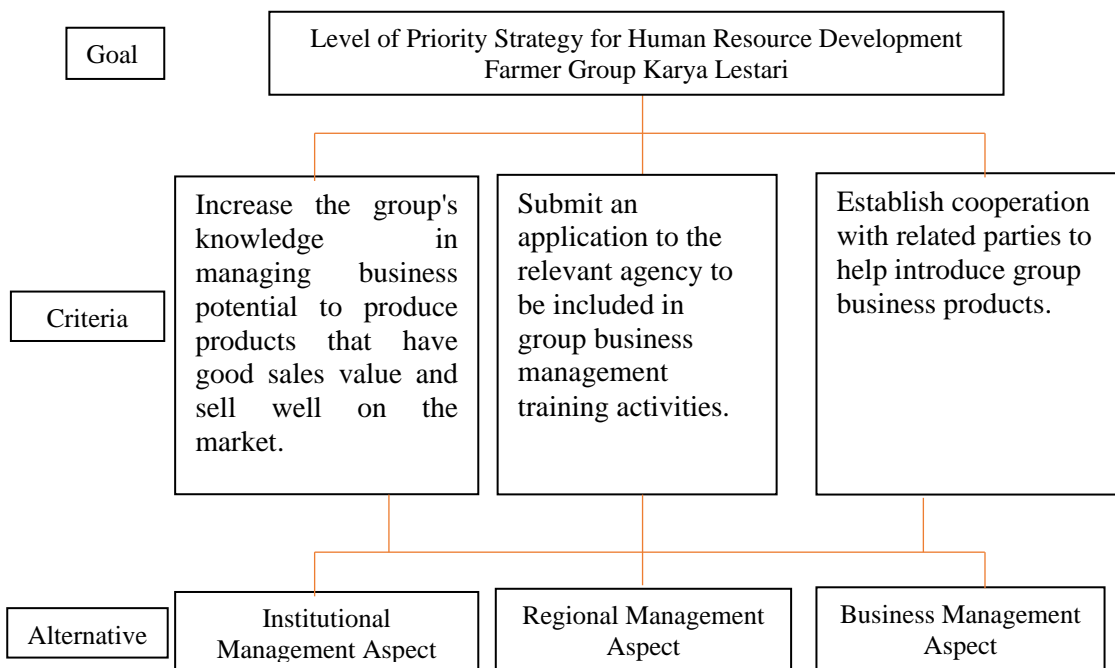 Goal
Level of Priority Strategy for Human Resource Development
Farmer Group Karya Lestari
Criteria
Increase the group's
knowledge in
managing business
potential to produce
products that have
good sales value and
sell well on the
market.
Submit an
application to the
relevant agency to
be included in
group business
management
training activities.
Establish cooperation
with related parties to
help introduce group
business products.
Alternative
Institutional
Management Aspect
Regional Management
Aspect
Business Management
Aspect